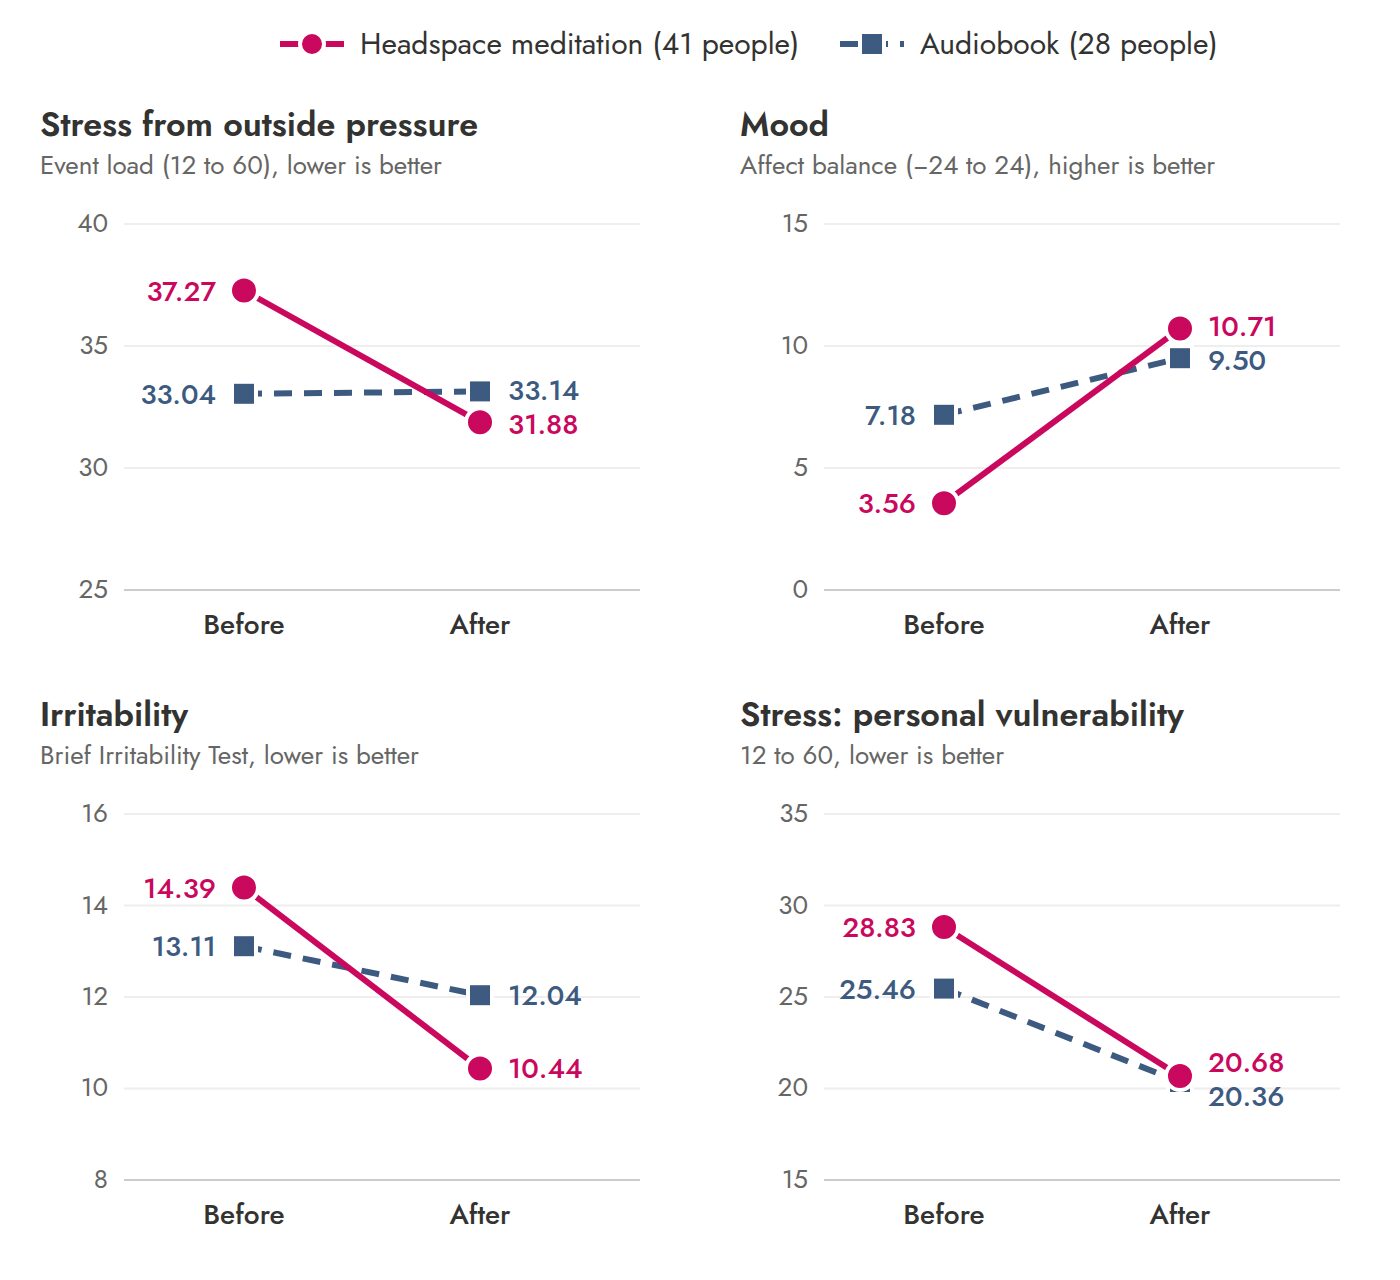 Headspace meditation (41 people)
Audiobook (28 people)
Stress from outside pressure
Event load (12 to 60), lower is better
40
35
30
25
37.27
33.04
33.14
31.88
Before
After
Mood
Affect balance (−24 to 24), higher is better
15
10
5
0
7.18
3.56
10.71
9.50
Before
After
Irritability
Brief Irritability Test, lower is better
16
14
12
10
8
14.39
13.11
12.04
10.44
Before
After
Stress: personal vulnerability
12 to 60, lower is better
35
30
25
20
15
28.83
25.46
20.68
20.36
Before
After